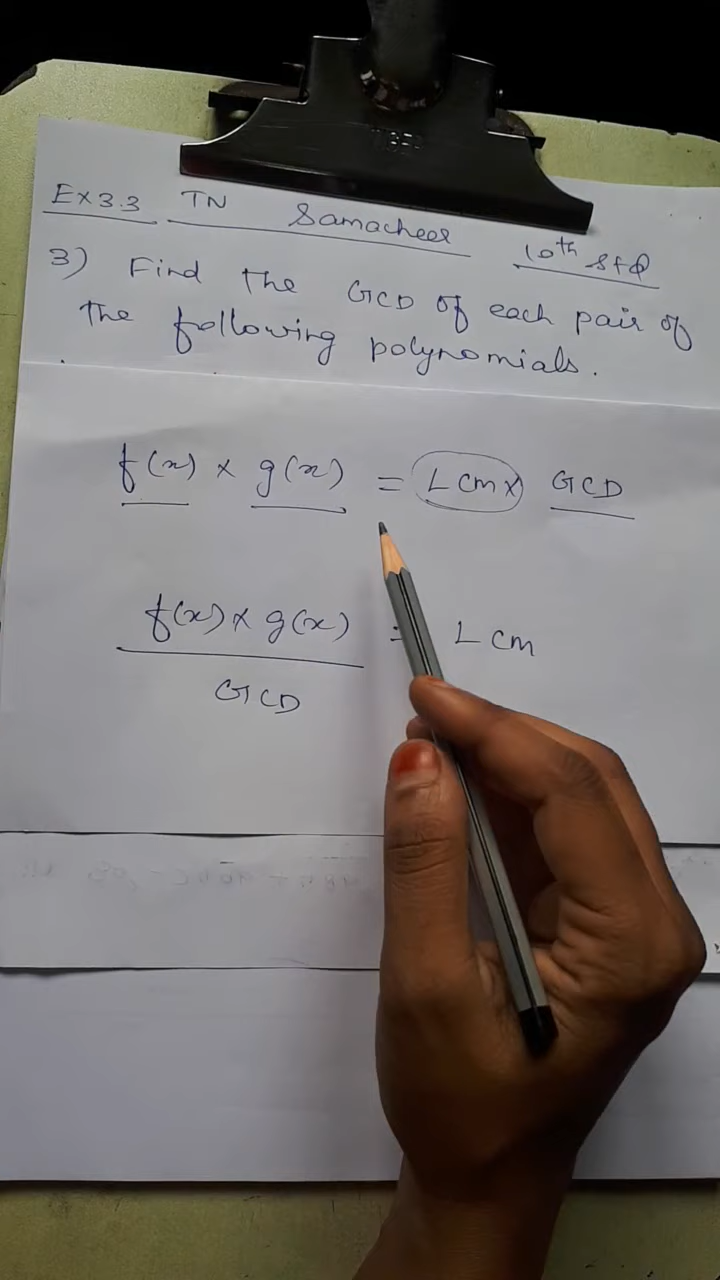 Ex 3.3 TN Samacheer 10th Std
3) Find the GCD of each pair of
the following polynomials.
f(x) × g(x) = Lcm × GCD
f(x) × g(x) = Lcm
GCD